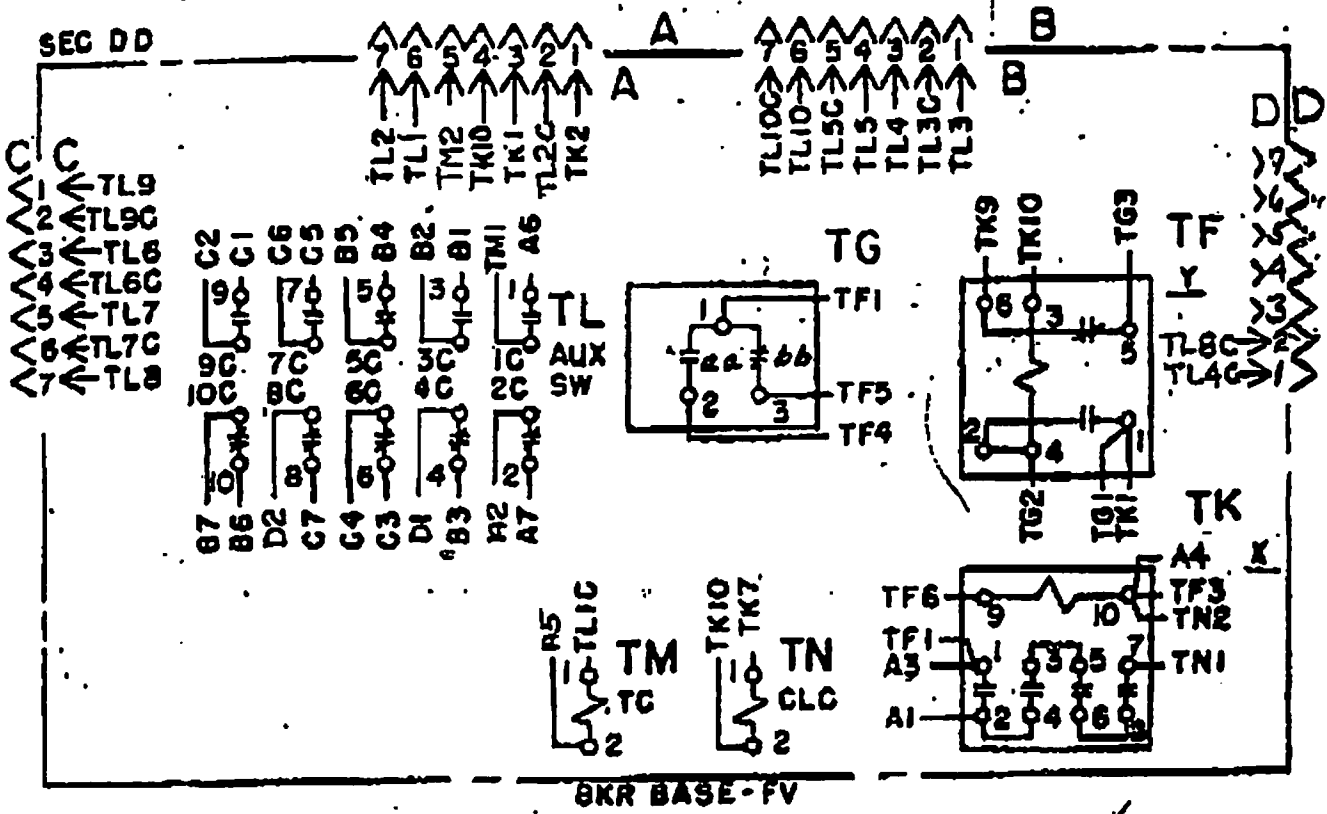 SEC DD
A
B
7 6 5 4 3 2 1
7 6 5 4 3 2 1
A
B
TL2 TL1 TM2 TK10 TK1 TL2C TK2
TL10C TL10 TL5C TL5 TL4 TL3C TL3
C C
D D
1 TL9
2 TL9C
3 TL6
4 TL6C
5 TL7
6 TL7C
7 TL8
7
6
5
4
3
TL8C 2
TL4C 1
C2 C1 C6 C5 B5 B4 B2 B1 TM1 A6
9 7 5 3 1
TL
AUX
SW
9C 7C 5C 3C 1C
10C 8C 6C 4C 2C
10 8 6 4 2
B7 B6 D2 C7 C4 C3 D1 B3 A2 A7
TG
1 TF1
aa bb
2 3 TF5
TF4
TK9 TK10 TG3
TF
Y
6 3 5
2 4 1
TG2 TG1 TK1
TK
X
A4
TF6 9 10 TF3
TN2
TF1
A3 1 3 5 7 TN1
A1 2 4 6 8
A5 TL1C
1 TM
TC
2
TK10 TK7
1 TN
CLC
2
BKR BASE-FV